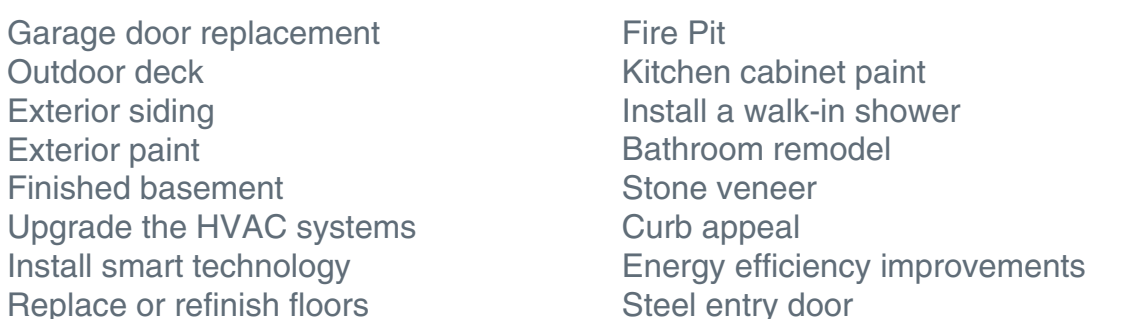 Garage door replacement
Outdoor deck
Exterior siding
Exterior paint
Finished basement
Upgrade the HVAC systems
Install smart technology
Replace or refinish floors
Fire Pit
Kitchen cabinet paint
Install a walk-in shower
Bathroom remodel
Stone veneer
Curb appeal
Energy efficiency improvements
Steel entry door